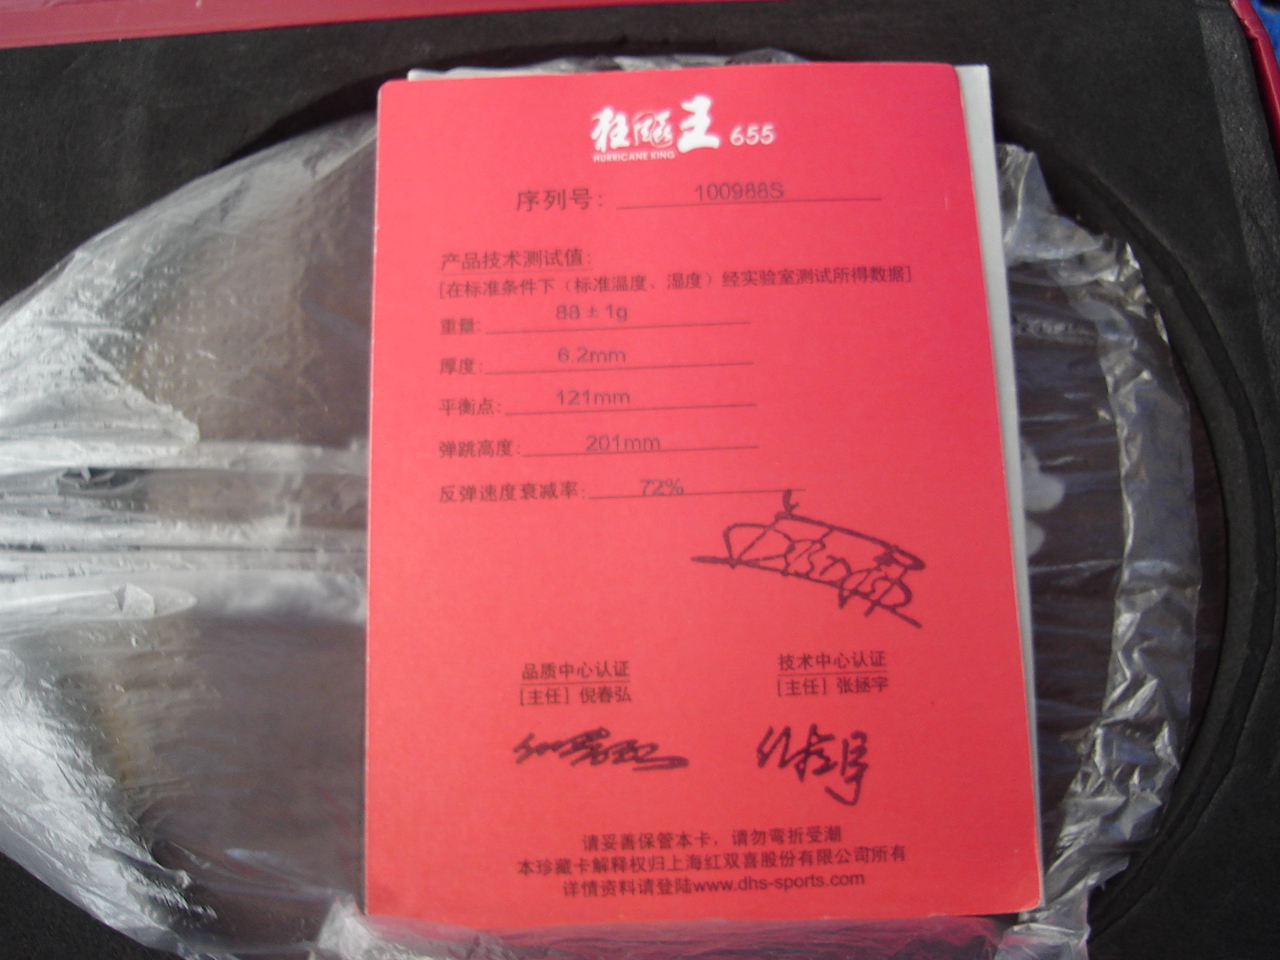 狂飚王 655
HURRICANE KING
序列号: 100988S
产品技术测试值:
[在标准条件下（标准温度、湿度）经实验室测试所得数据]
重量: 88±1g
厚度: 6.2mm
平衡点: 121mm
弹跳高度: 201mm
反弹速度衰减率: 72%
品质中心认证
[主任] 倪春弘
技术中心认证
[主任] 张拯宇
请妥善保管本卡，请勿弯折受潮
本珍藏卡解释权归上海红双喜股份有限公司所有
详情资料请登陆www.dhs-sports.com